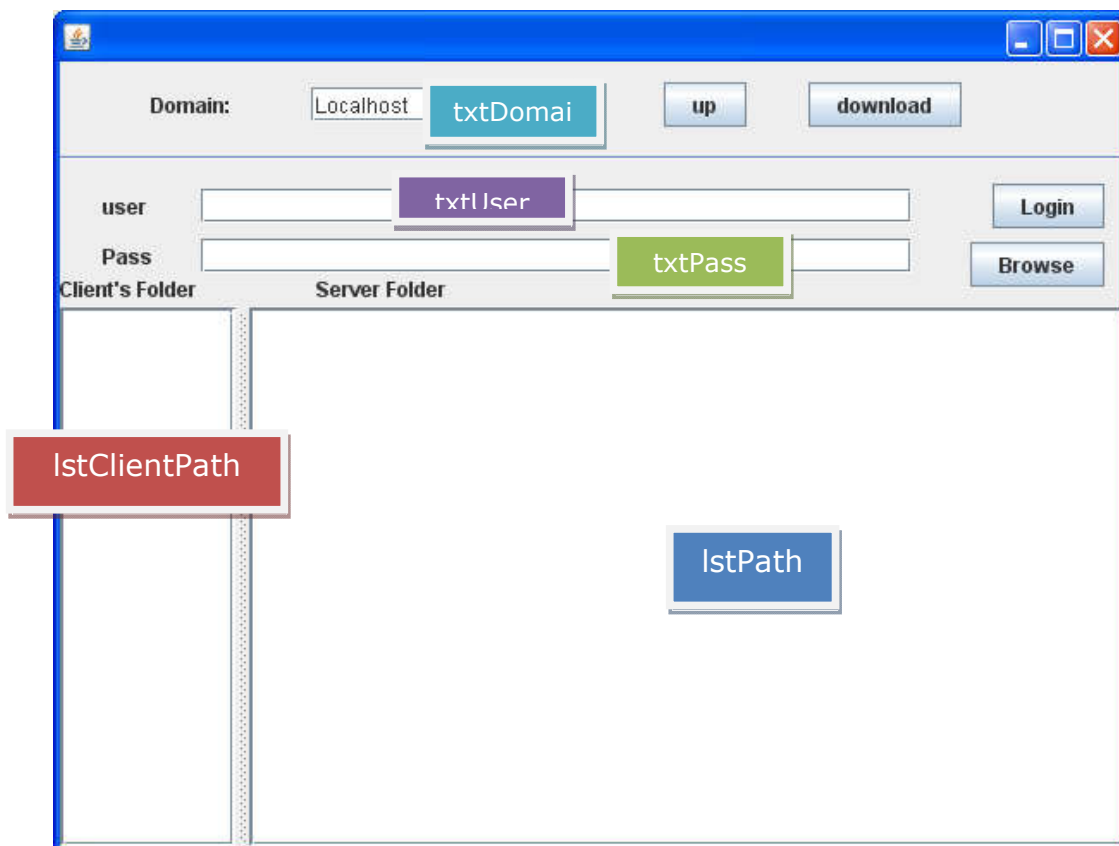 Domain:
Localhost
txtDomai
up
download
user
txtUser
Login
Pass
txtPass
Browse
Client's Folder
Server Folder
lstClientPath
lstPath